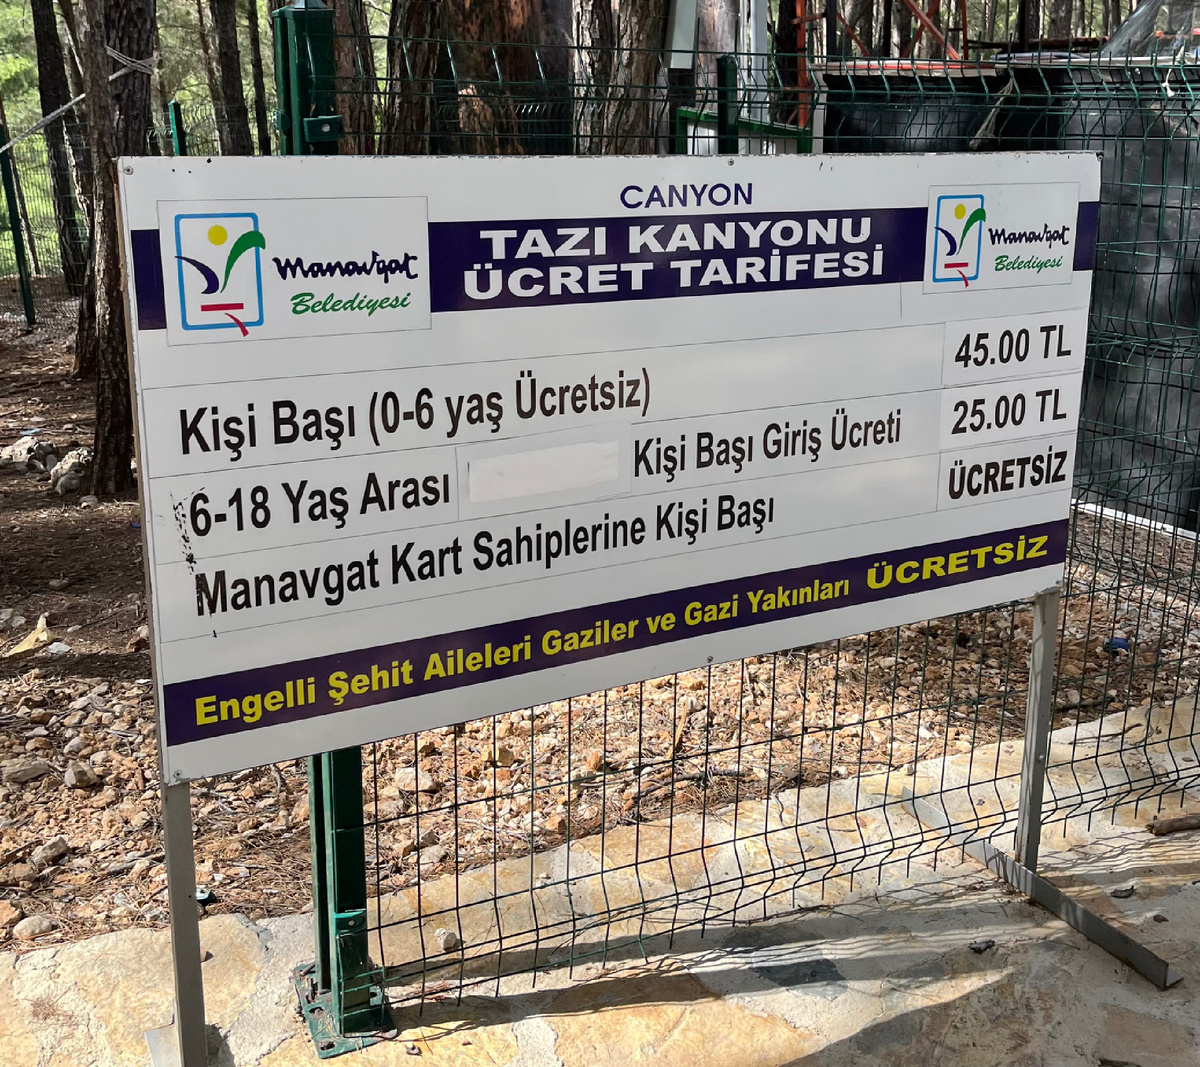 CANYON
Manavgat
Belediyesi
TAZI KANYONU
ÜCRET TARİFESİ
Manavgat
Belediyesi
Kişi Başı (0-6 yaş Ücretsiz) 45.00 TL
6-18 Yaş Arası Kişi Başı Giriş Ücreti 25.00 TL
Manavgat Kart Sahiplerine Kişi Başı ÜCRETSİZ
Engelli Şehit Aileleri Gaziler ve Gazi Yakınları ÜCRETSİZ